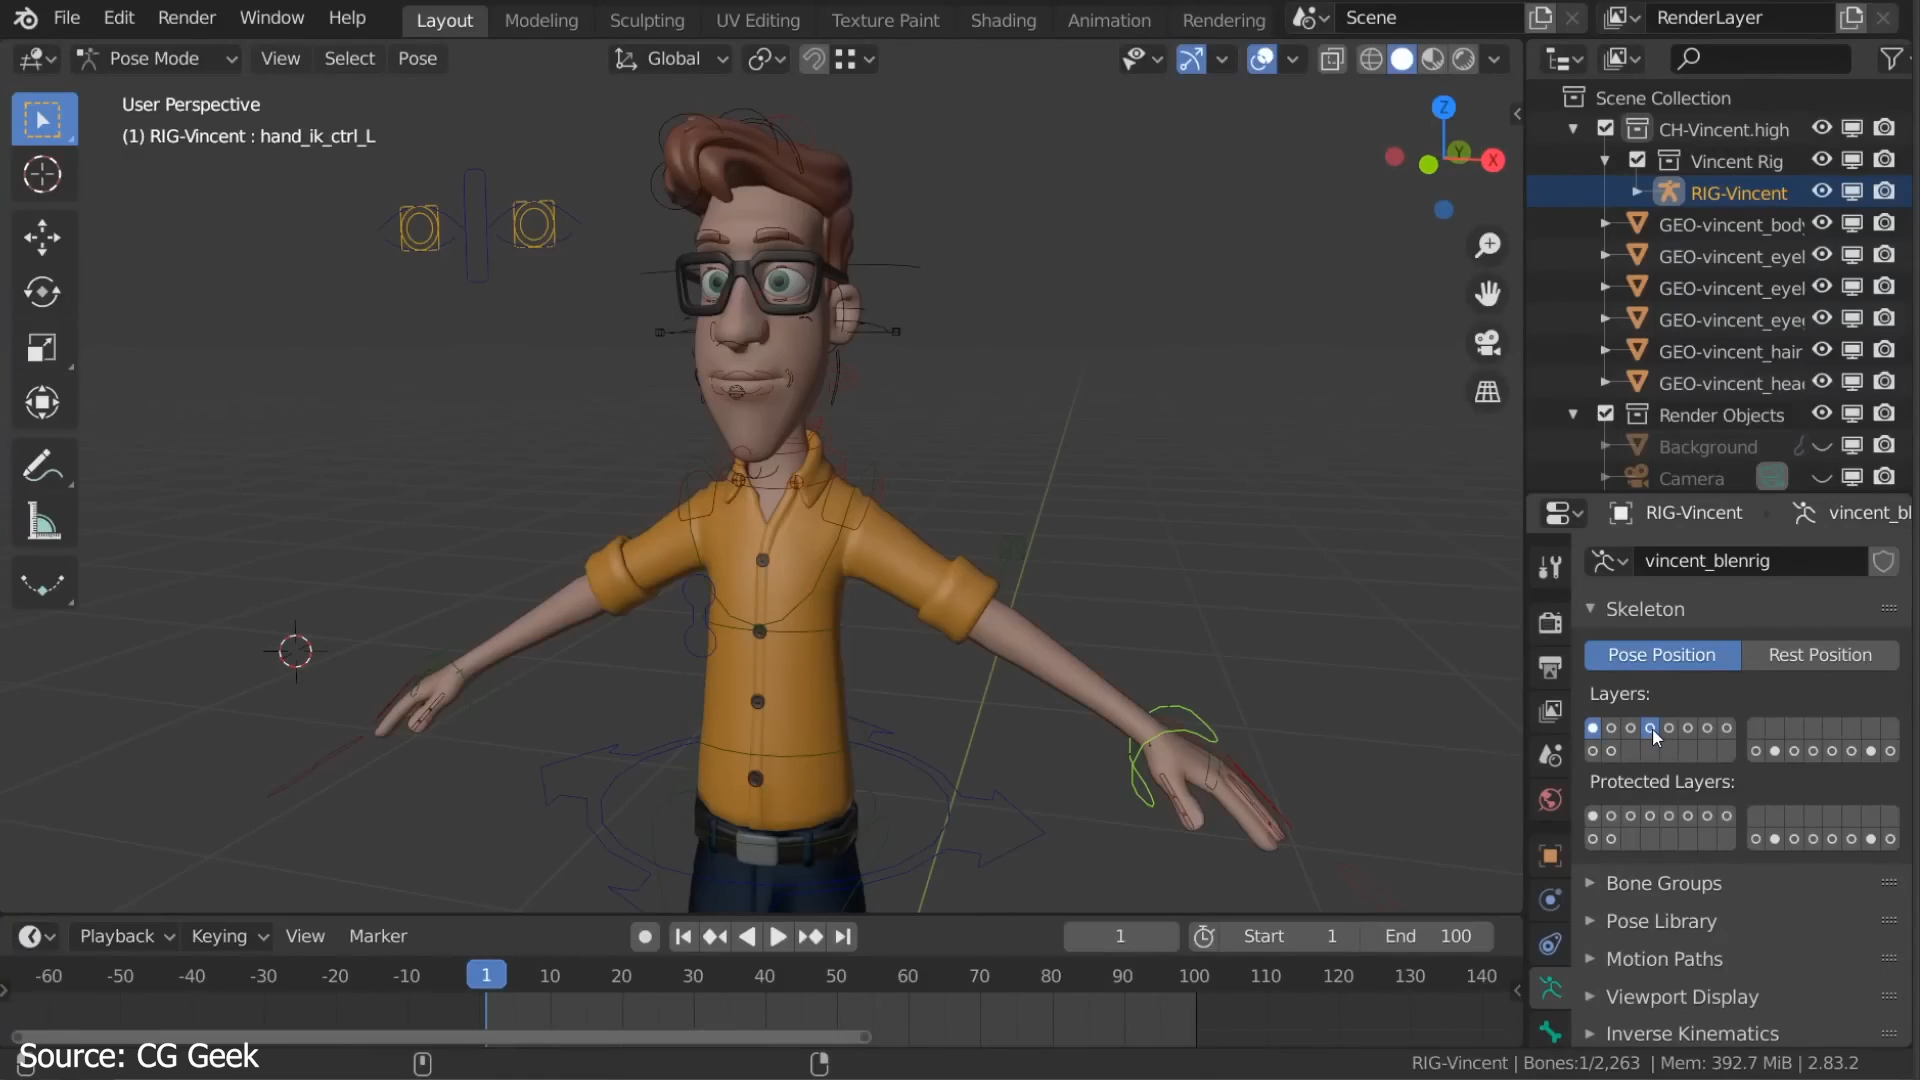 File Edit Render Window Help Layout Modeling Sculpting UV Editing Texture Paint Shading Animation Rendering Scene RenderLayer
Pose Mode View Select Pose Global
User Perspective
(1) RIG-Vincent : hand_ik_ctrl_L
Z
Y
X
Scene Collection
CH-Vincent.high
Vincent Rig
RIG-Vincent
GEO-vincent_body
GEO-vincent_eyel
GEO-vincent_eyel
GEO-vincent_eye
GEO-vincent_hair
GEO-vincent_hea
Render Objects
Background
Camera
RIG-Vincent vincent_bl
vincent_blenrig
Skeleton
Pose Position Rest Position
Layers:
Protected Layers:
Bone Groups
Pose Library
Motion Paths
Viewport Display
Inverse Kinematics
Playback Keying View Marker 1 Start 1 End 100
-60 -50 -40 -30 -20 -10 1 10 20 30 40 50 60 70 80 90 100 110 120 130 140
Source: CG Geek
RIG-Vincent | Bones:1/2,263 | Mem: 392.7 MiB | 2.83.2